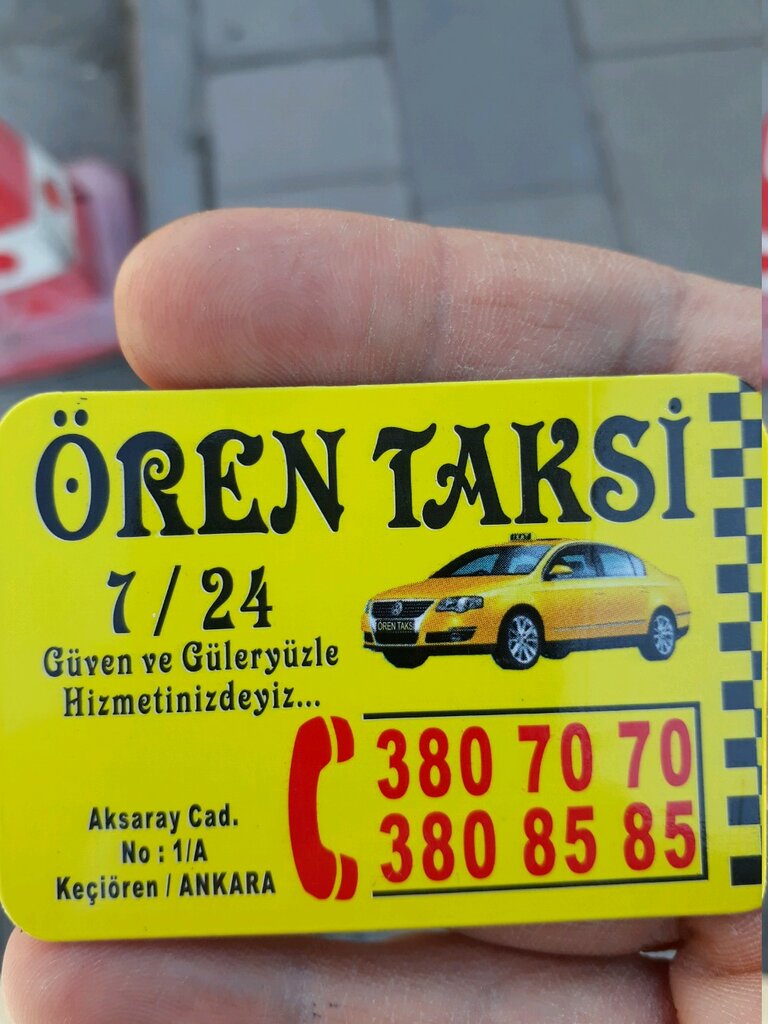 ÖREN TAKSİ
7 / 24
Güven ve Güleryüzle
Hizmetinizdeyiz...
ÖREN TAKSİ
380 70 70
380 85 85
Aksaray Cad.
No : 1/A
Keçiören / ANKARA